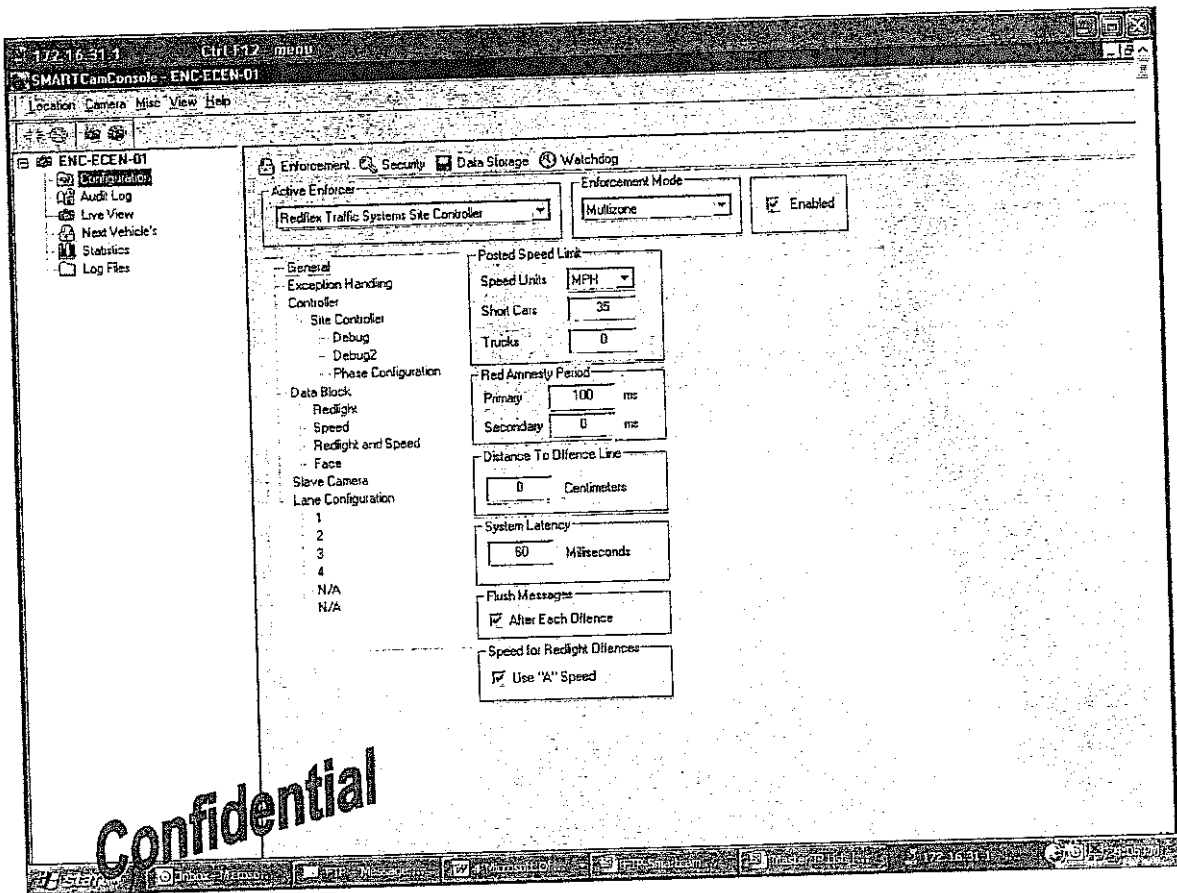 172.16.31.1 Ctrl-F12 menu
SMARTCamConsole - ENC-ECEN-01
Location Camera Misc View Help
ENC-ECEN-01
Configuration
Audit Log
Live View
Next Vehicle's
Statistics
Log Files
Enforcement Security Data Storage Watchdog
Active Enforcer
Redflex Traffic Systems Site Controller
Enforcement Mode
Multizone
Enabled
General
Exception Handling
Controller
Site Controller
Debug
Debug2
Phase Configuration
Data Block
Redlight
Speed
Redlight and Speed
Face
Slave Camera
Lane Configuration
1
2
3
4
N/A
N/A
Posted Speed Limit
Speed Units MPH
Short Cars 35
Trucks 0
Red Amnesty Period
Primary 100 ms
Secondary 0 ms
Distance To Offence Line
0 Centimeters
System Latency
60 Milliseconds
Flush Messages
After Each Offence
Speed for Redlight Offences
Use "A" Speed
Confidential
start
172.16.31.1